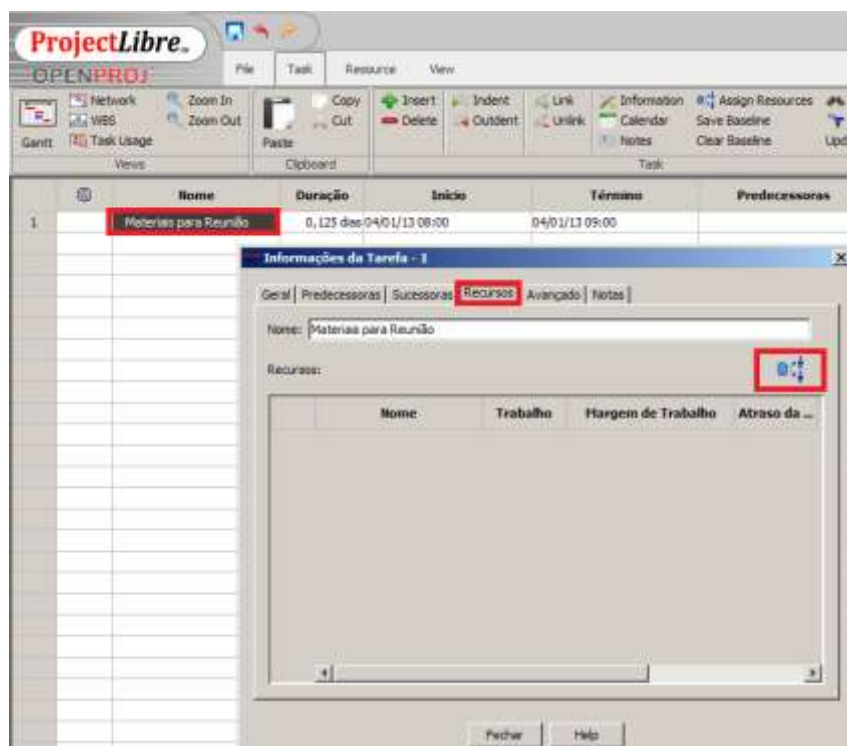 ProjectLibre
OPENPROJ
File Task Resource View
Network Zoom In Copy Insert Indent Link Information Assign Resources
WBS Zoom Out Cut Delete Outdent Unlink Calendar Save Baseline
Gantt Task Usage Paste Notes Clear Baseline Upd
Views Clipboard Task
Nome Duração Início Término Predecessoras
1 Materiais para Reunião 0,125 dias 04/01/13 08:00 04/01/13 09:00
Informações da Tarefa - 1
Geral Predecessoras Sucessoras Recursos Avançado Notas
Nome: Materiais para Reunião
Recursos:
Nome Trabalho Margem de Trabalho Atraso da ...
Fechar Help